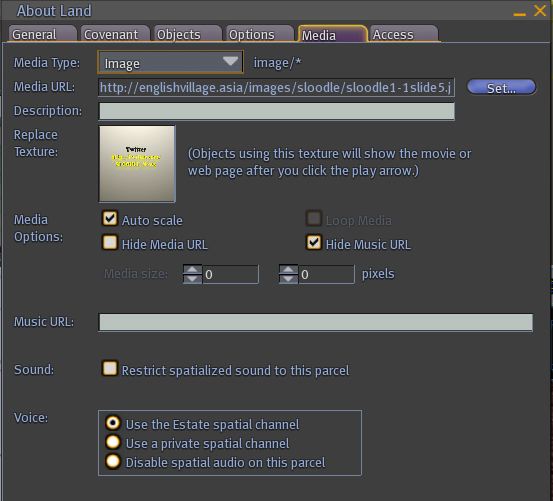 About Land
General Covenant Objects Options Media Access
Media Type: Image image/*
Media URL: http://englishvillage.asia/images/sloodle/sloodle1-1slide5.j Set...
Description:
Replace Texture:
Twitter
(Objects using this texture will show the movie or
web page after you click the play arrow.)
Media Options:
Auto scale Loop Media
Hide Media URL Hide Music URL
Media size: 0 0 pixels
Music URL:
Sound: Restrict spatialized sound to this parcel
Voice: Use the Estate spatial channel
Use a private spatial channel
Disable spatial audio on this parcel